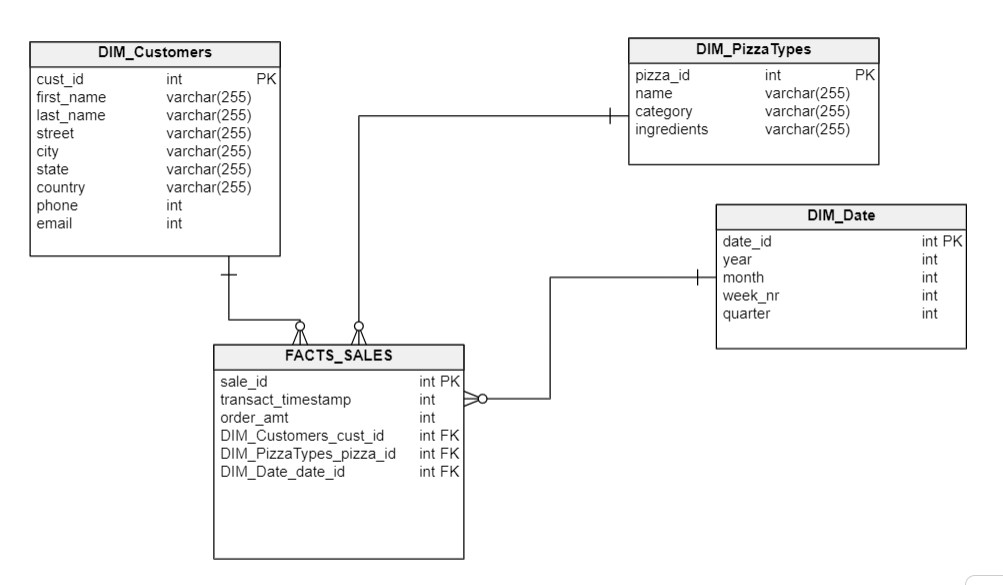 DIM_Customers
cust_id int PK
first_name varchar(255)
last_name varchar(255)
street varchar(255)
city varchar(255)
state varchar(255)
country varchar(255)
phone int
email int
DIM_PizzaTypes
pizza_id int PK
name varchar(255)
category varchar(255)
ingredients varchar(255)
DIM_Date
date_id int PK
year int
month int
week_nr int
quarter int
FACTS_SALES
sale_id int PK
transact_timestamp int
order_amt int
DIM_Customers_cust_id int FK
DIM_PizzaTypes_pizza_id int FK
DIM_Date_date_id int FK